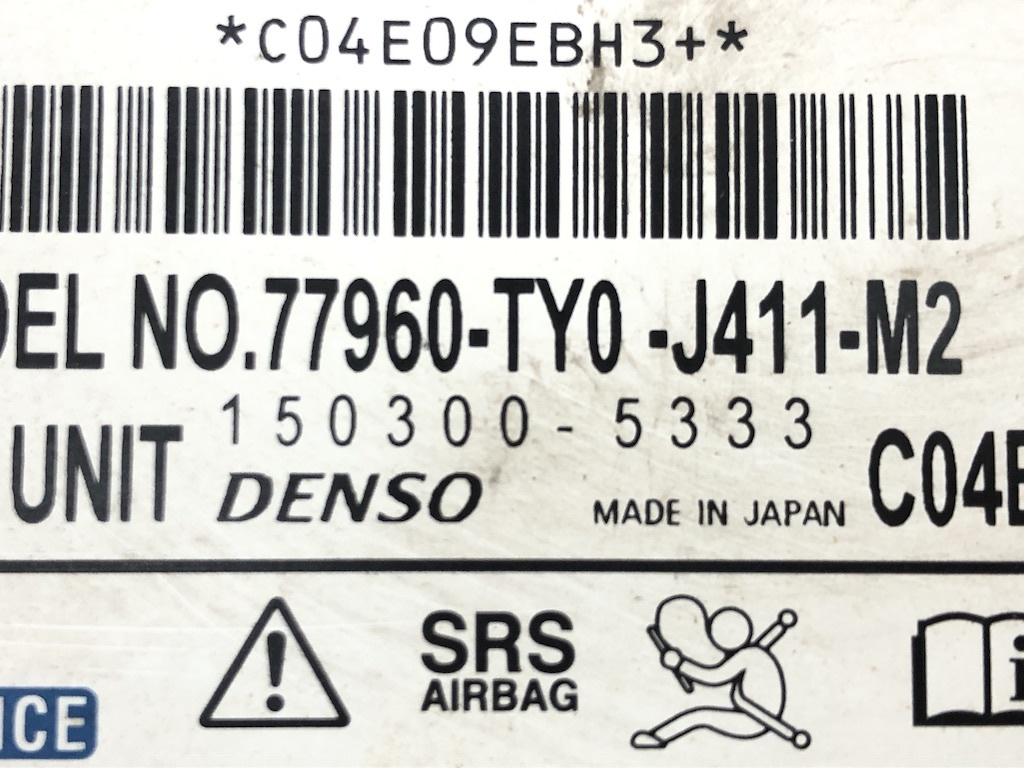 *C04E09EBH3+*
DEL NO.77960-TY0 -J411-M2
150300-5333
UNIT DENSO MADE IN JAPAN C04E
SRS
AIRBAG
ICE